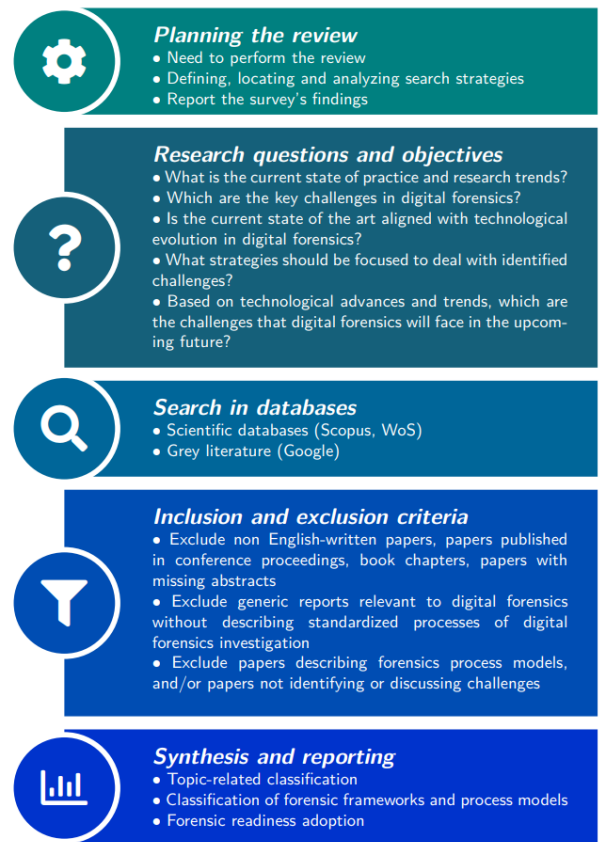 Planning the review
• Need to perform the review
• Defining, locating and analyzing search strategies
• Report the survey's findings
Research questions and objectives
• What is the current state of practice and research trends?
• Which are the key challenges in digital forensics?
• Is the current state of the art aligned with technological
evolution in digital forensics?
• What strategies should be focused to deal with identified
challenges?
• Based on technological advances and trends, which are
the challenges that digital forensics will face in the upcom-
ing future?
Search in databases
• Scientific databases (Scopus, WoS)
• Grey literature (Google)
Inclusion and exclusion criteria
• Exclude non English-written papers, papers published
in conference proceedings, book chapters, papers with
missing abstracts
• Exclude generic reports relevant to digital forensics
without describing standardized processes of digital
forensics investigation
• Exclude papers describing forensics process models,
and/or papers not identifying or discussing challenges
Synthesis and reporting
• Topic-related classification
• Classification of forensic frameworks and process models
• Forensic readiness adoption